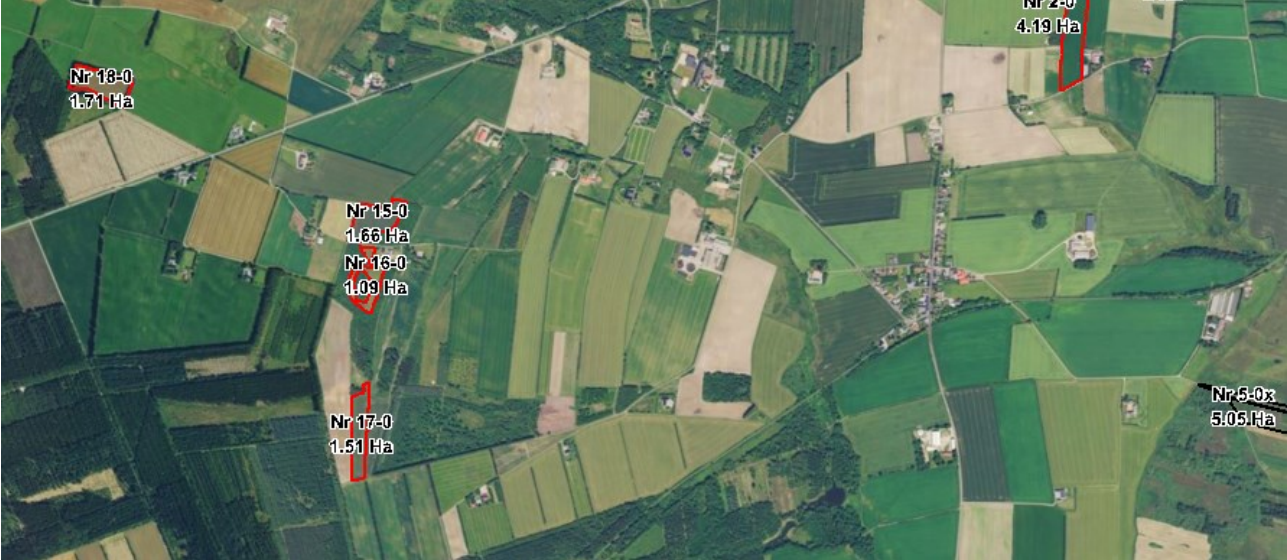 Nr 2-0
4.19 Ha
Nr 18-0
1.71 Ha
Nr 15-0
1.66 Ha
Nr 16-0
1.09 Ha
Nr 5-0x
5.05 Ha
Nr 17-0
1.51 Ha